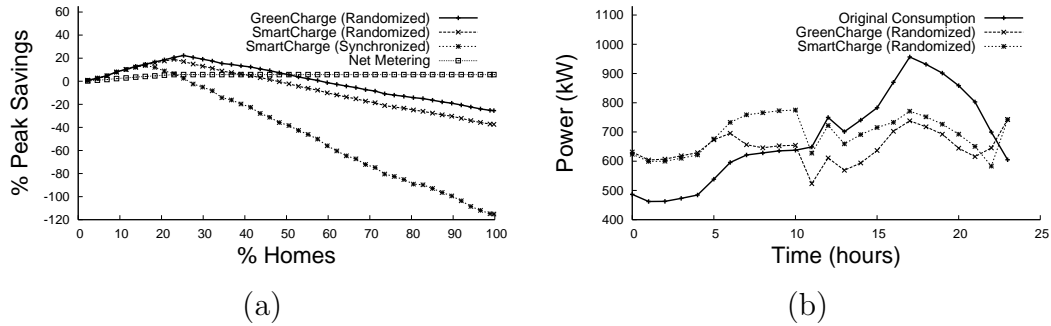 GreenCharge (Randomized)
SmartCharge (Randomized)
SmartCharge (Synchronized)
Net Metering
% Peak Savings
60
40
20
0
-20
-40
-60
-80
-100
-120
0 10 20 30 40 50 60 70 80 90 100
% Homes
(a)
Original Consumption
GreenCharge (Randomized)
SmartCharge (Randomized)
Power (kW)
1100
1000
900
800
700
600
500
400
0 5 10 15 20 25
Time (hours)
(b)